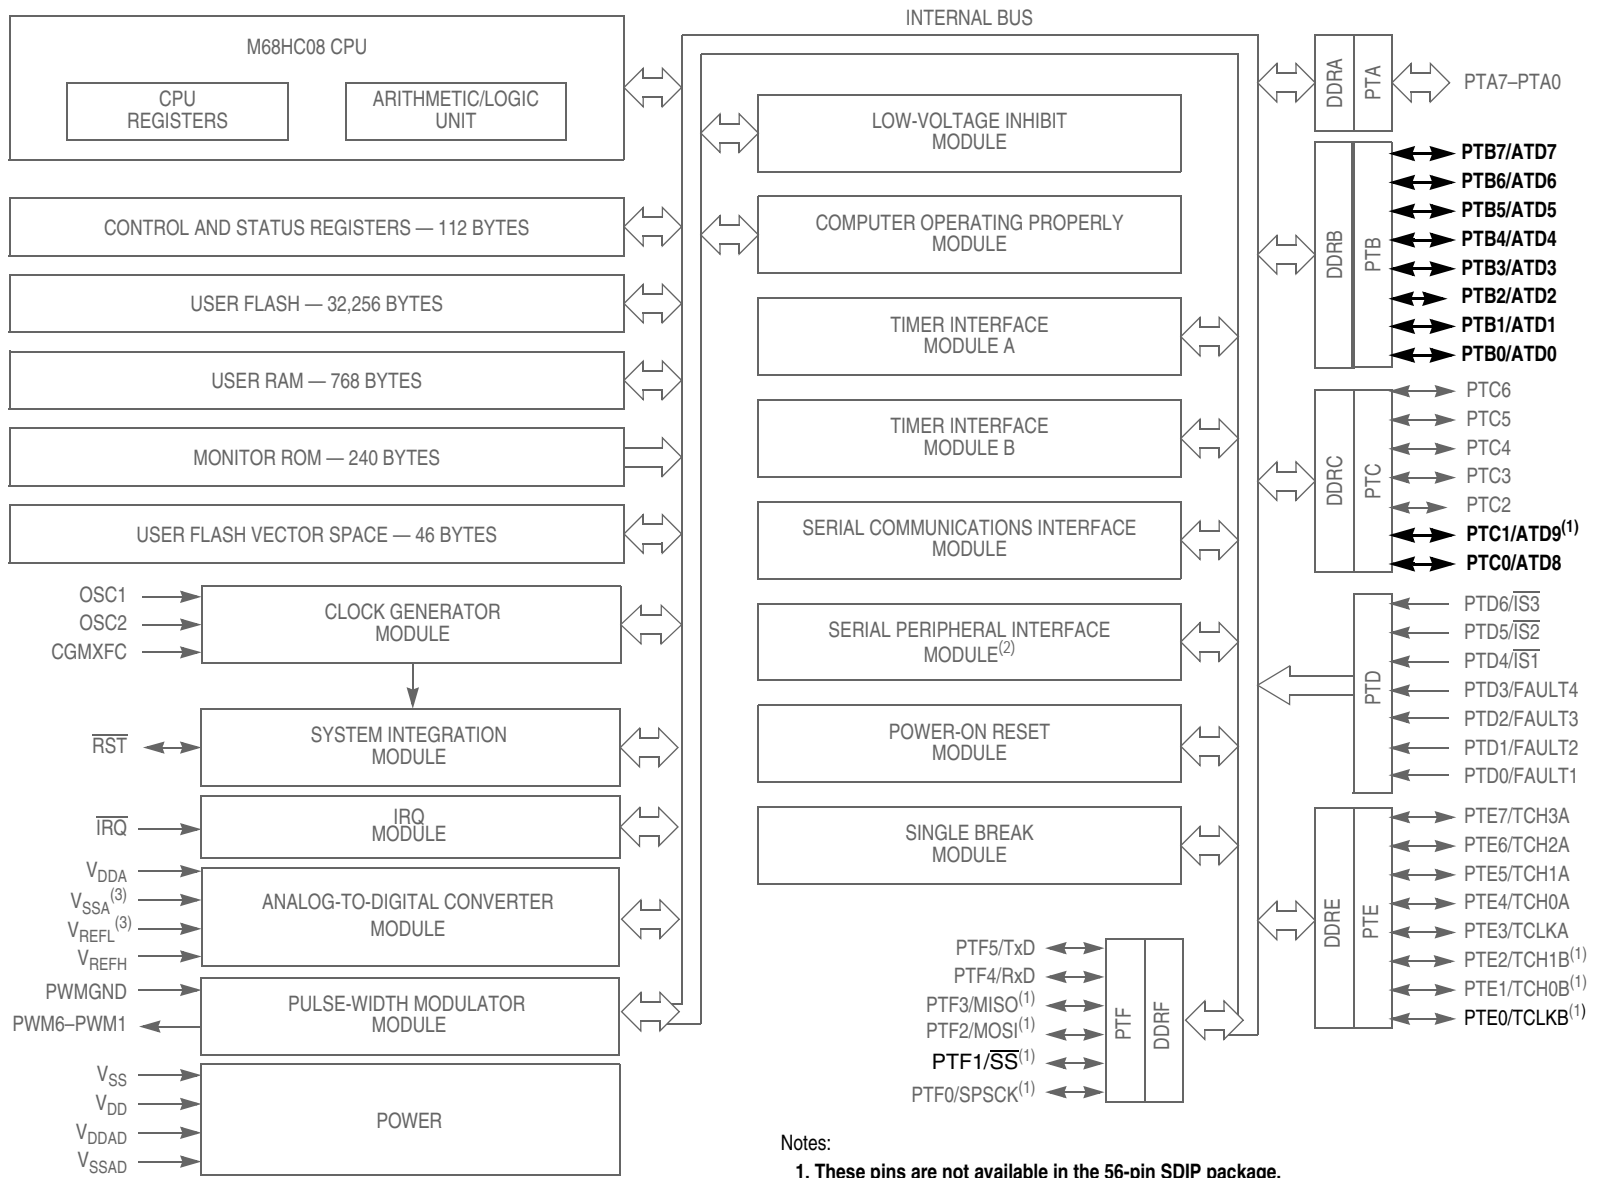 INTERNAL BUS
M68HC08 CPU
CPU
REGISTERS
ARITHMETIC/LOGIC
UNIT
CONTROL AND STATUS REGISTERS — 112 BYTES
USER FLASH — 32,256 BYTES
USER RAM — 768 BYTES
MONITOR ROM — 240 BYTES
USER FLASH VECTOR SPACE — 46 BYTES
OSC1
OSC2
CGMXFC
CLOCK GENERATOR
MODULE
RST
SYSTEM INTEGRATION
MODULE
IRQ
IRQ
MODULE
VDDA
VSSA(3)
VREFL(3)
VREFH
ANALOG-TO-DIGITAL CONVERTER
MODULE
PWMGND
PWM6–PWM1
PULSE-WIDTH MODULATOR
MODULE
VSS
VDD
VDDAD
VSSAD
POWER
LOW-VOLTAGE INHIBIT
MODULE
COMPUTER OPERATING PROPERLY
MODULE
TIMER INTERFACE
MODULE A
TIMER INTERFACE
MODULE B
SERIAL COMMUNICATIONS INTERFACE
MODULE
SERIAL PERIPHERAL INTERFACE
MODULE(2)
POWER-ON RESET
MODULE
SINGLE BREAK
MODULE
PTF5/TxD
PTF4/RxD
PTF3/MISO(1)
PTF2/MOSI(1)
PTF1/SS(1)
PTF0/SPSCK(1)
PTF
DDRF
DDRA
PTA
PTA7–PTA0
DDRB
PTB
PTB7/ATD7
PTB6/ATD6
PTB5/ATD5
PTB4/ATD4
PTB3/ATD3
PTB2/ATD2
PTB1/ATD1
PTB0/ATD0
DDRC
PTC
PTC6
PTC5
PTC4
PTC3
PTC2
PTC1/ATD9(1)
PTC0/ATD8
PTD
PTD6/IS3
PTD5/IS2
PTD4/IS1
PTD3/FAULT4
PTD2/FAULT3
PTD1/FAULT2
PTD0/FAULT1
DDRE
PTE
PTE7/TCH3A
PTE6/TCH2A
PTE5/TCH1A
PTE4/TCH0A
PTE3/TCLKA
PTE2/TCH1B(1)
PTE1/TCH0B(1)
PTE0/TCLKB(1)
Notes:
1. These pins are not available in the 56-pin SDIP package.